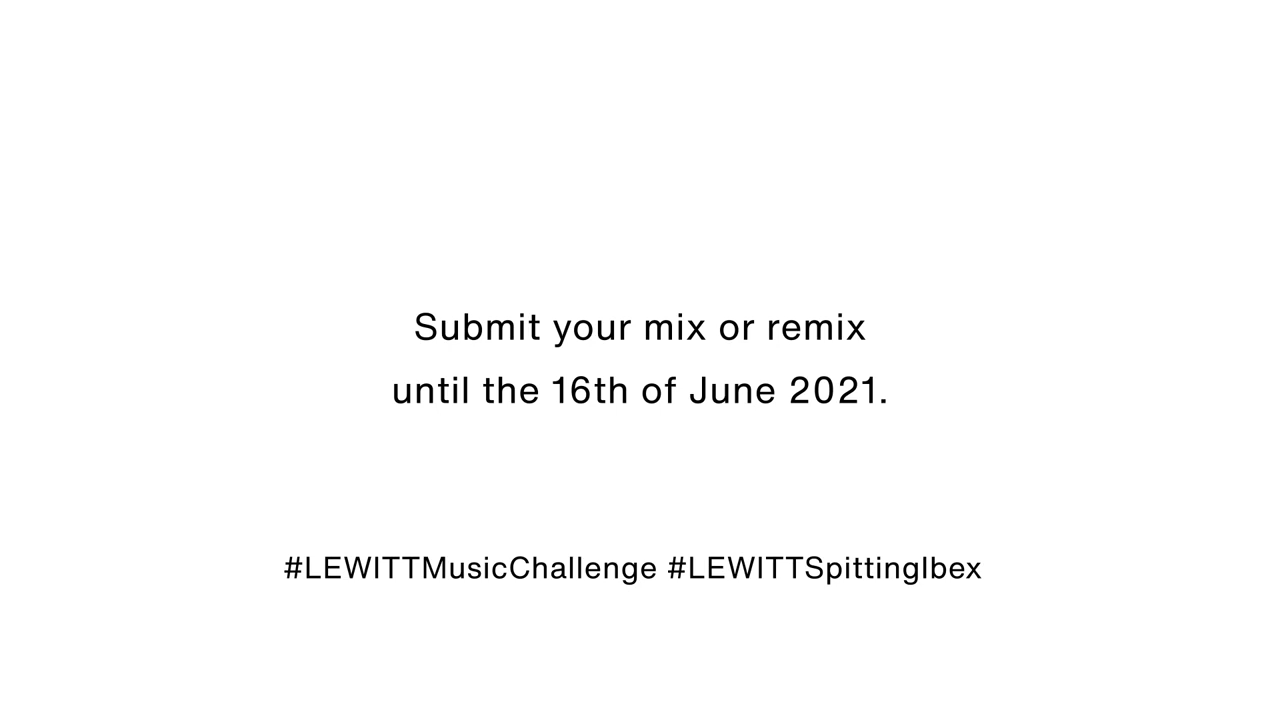 Submit your mix or remix
until the 16th of June 2021.
#LEWITTMusicChallenge #LEWITTSpittingIbex